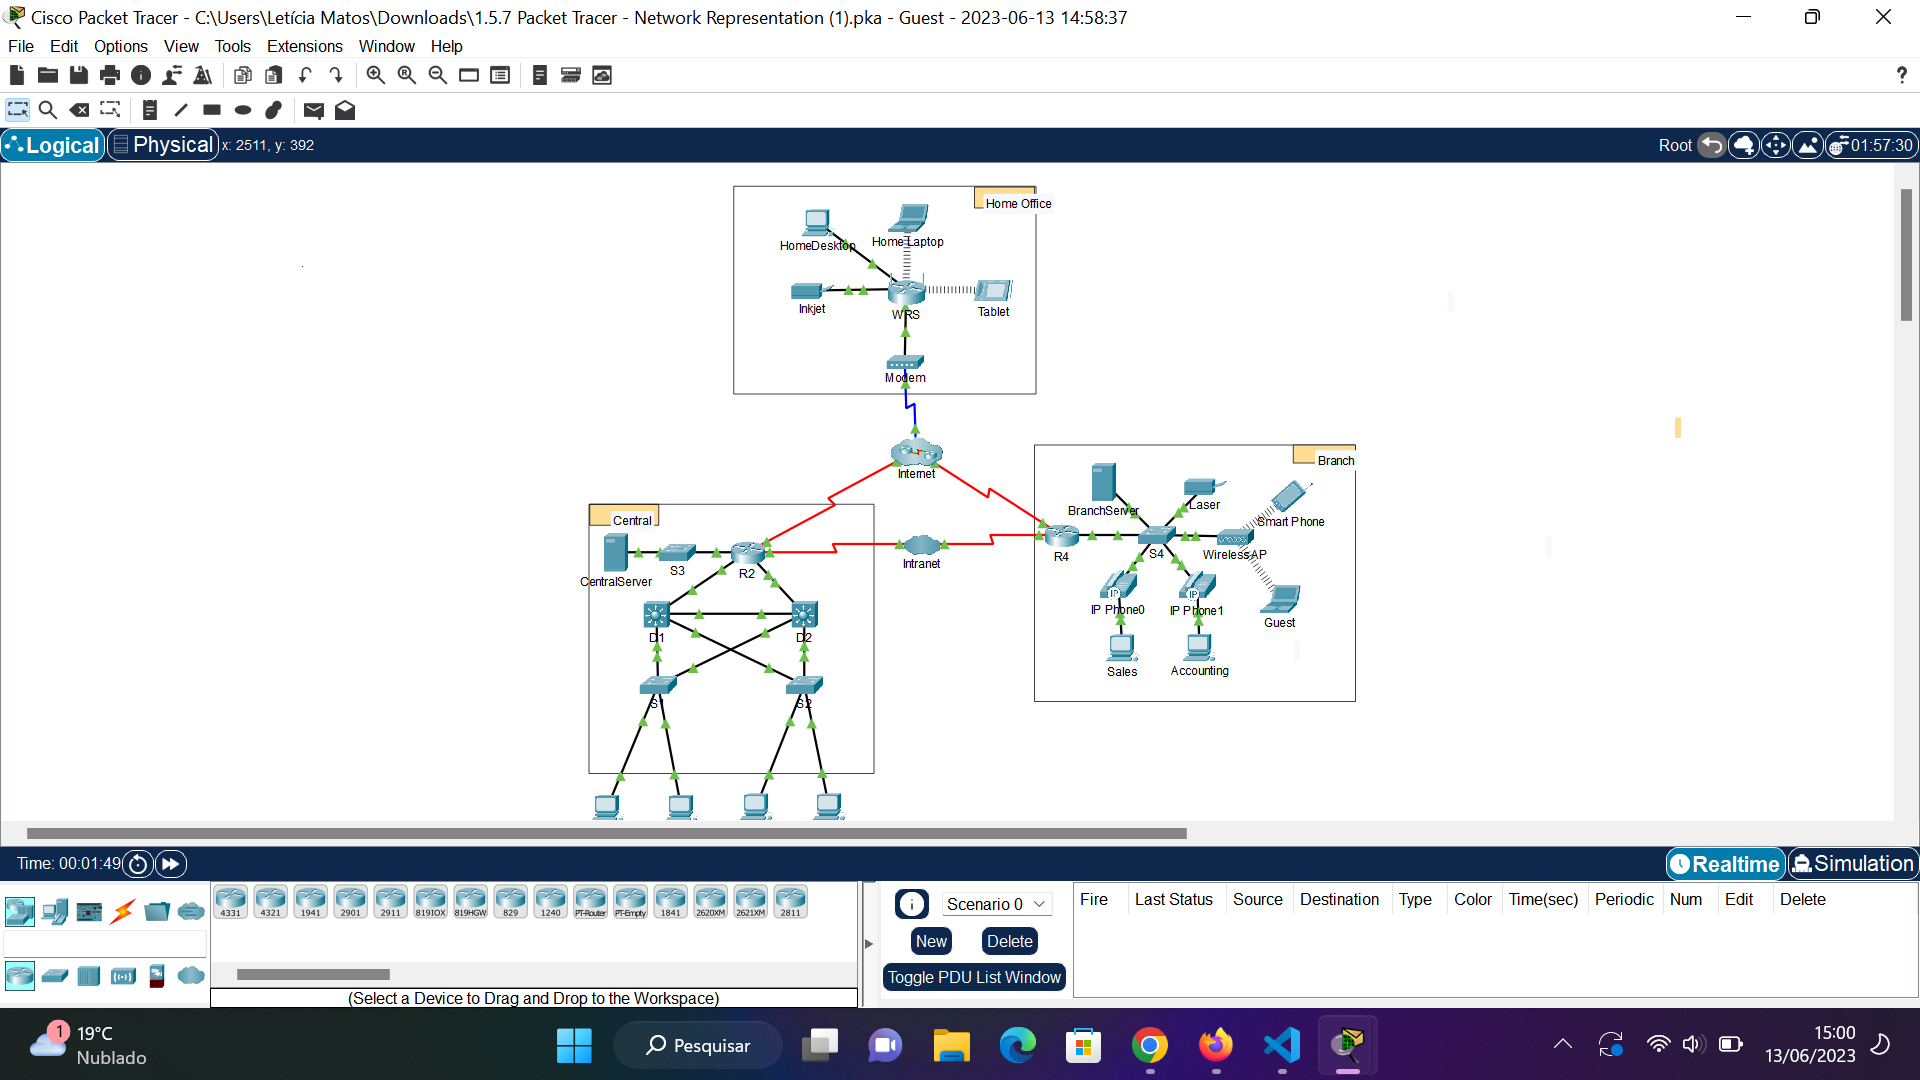 Cisco Packet Tracer - C:\Users\Letícia Matos\Downloads\1.5.7 Packet Tracer - Network Representation (1).pka - Guest - 2023-06-13 14:58:37
File Edit Options View Tools Extensions Window Help
?
Logical Physical x: 2511, y: 392 Root 01:57:30
Home Office
HomeDesktop Home Laptop
Inkjet WRS Tablet
Modem
Internet
Branch
BranchServer Laser Smart Phone
Central
CentralServer S3 R2 Intranet R4 S4 WirelessAP
IP Phone0 IP Phone1 Guest
D1 D2
Sales Accounting
S1 S2
Time: 00:01:49 Realtime Simulation
4331 4321 1941 2901 2911 819IOX 819HGW 829 1240 PT-Router PT-Empty 1841 2620XM 2621XM 2811
Scenario 0
New Delete
Toggle PDU List Window
Fire Last Status Source Destination Type Color Time(sec) Periodic Num Edit Delete
(Select a Device to Drag and Drop to the Workspace)
1 19°C
Nublado
Pesquisar
15:00
13/06/2023